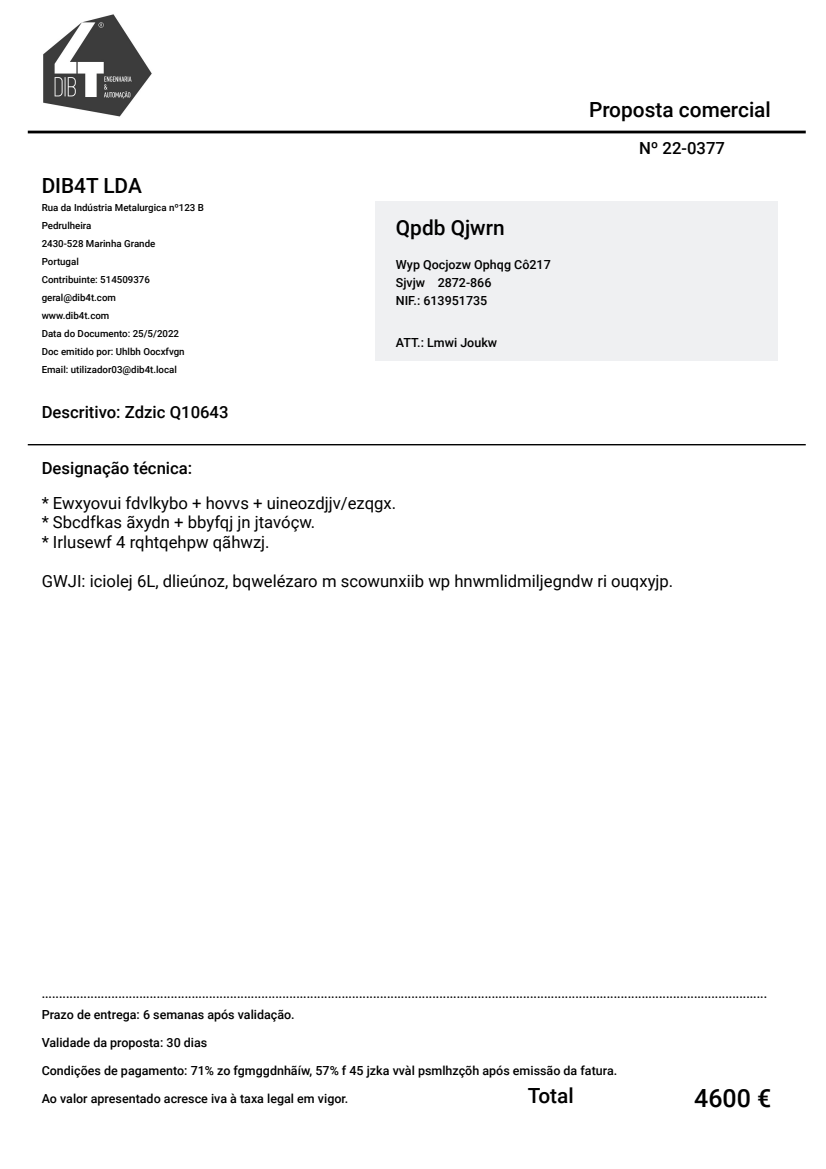 4T
®
DIB
ENGENHARIA
&
AUTOMAÇÃO
Proposta comercial
Nº 22-0377
DIB4T LDA
Rua da Indústria Metalurgica nº123 B
Pedrulheira
2430-528 Marinha Grande
Portugal
Contribuinte: 514509376
geral@dib4t.com
www.dib4t.com
Data do Documento: 25/5/2022
Doc emitido por: Uhlbh Oocxfvgn
Email: utilizador03@dib4t.local
Qpdb Qjwrn
Wyp Qocjozw Ophqg Cô217
Sjvjw 2872-866
NIF.: 613951735
ATT.: Lmwi Joukw
Descritivo: Zdzic Q10643
Designação técnica:
* Ewxyovui fdvlkybo + hovvs + uineozdjjv/ezqgx.
* Sbcdfkas ãxydn + bbyfqj jn jtavóçw.
* Irlusewf 4 rqhtqehpw qãhwzj.
GWJI: iciolej 6L, dlieúnoz, bqwelézaro m scowunxiib wp hnwmlidmiljegndw ri ouqxyjp.
Prazo de entrega: 6 semanas após validação.
Validade da proposta: 30 dias
Condições de pagamento: 71% zo fgmggdnhãíw, 57% f 45 jzka vvàl psmlhzçõh após emissão da fatura.
Ao valor apresentado acresce iva à taxa legal em vigor.
Total 4600 €